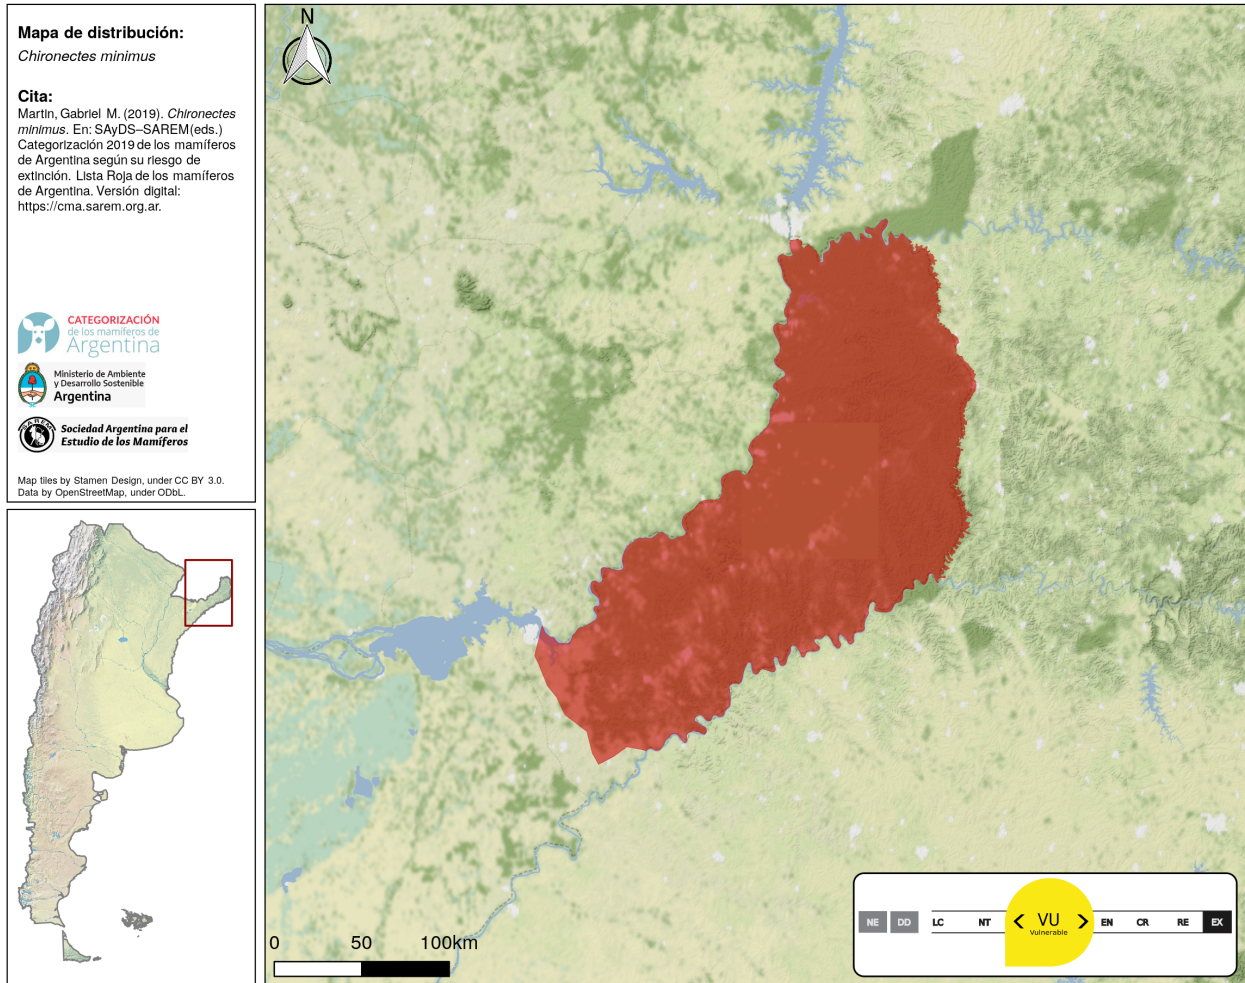 Mapa de distribución:
Chironectes minimus
Cita:
Martin, Gabriel M. (2019). Chironectes
minimus. En: SAyDS–SAREM(eds.)
Categorización 2019 de los mamíferos
de Argentina según su riesgo de
extinción. Lista Roja de los mamíferos
de Argentina. Versión digital:
https://cma.sarem.org.ar.
CATEGORIZACIÓN
de los mamíferos de
Argentina
Ministerio de Ambiente
y Desarrollo Sostenible
Argentina
SAREM
Sociedad Argentina para el
Estudio de los Mamíferos
Map tiles by Stamen Design, under CC BY 3.0.
Data by OpenStreetMap, under ODbL.
N
0 50 100km
NE DD LC NT < VU > EN CR RE EX
Vulnerable